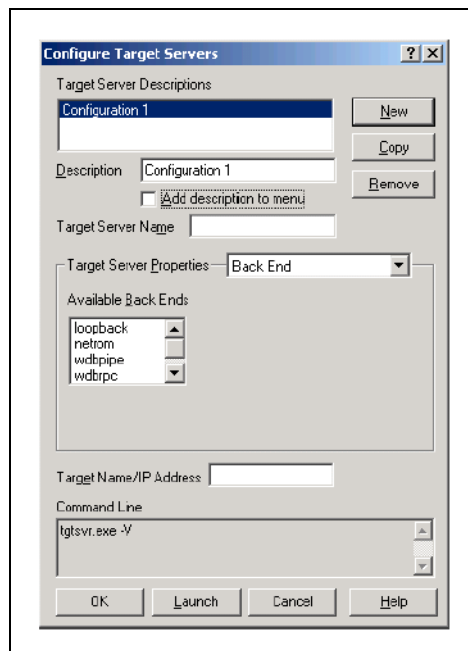 Configure Target Servers
Target Server Descriptions
Configuration 1
New
Copy
Remove
Description Configuration 1
Add description to menu
Target Server Name
Target Server Properties Back End
Available Back Ends
loopback
netrom
wdbpipe
wdbrpc
Target Name/IP Address
Command Line
tgtsvr.exe -V
OK Launch Cancel Help